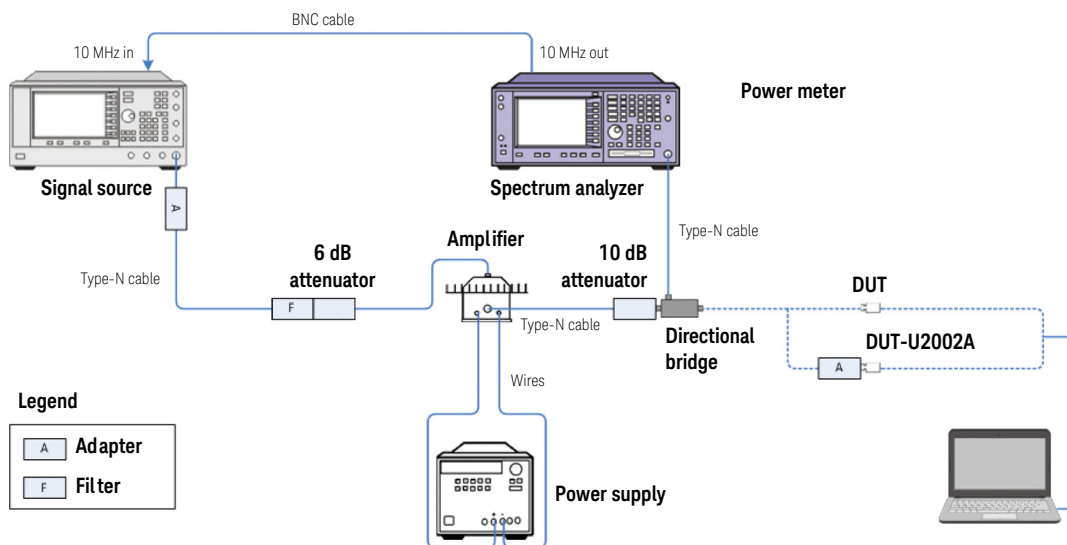 BNC cable
10 MHz in
10 MHz out
Power meter
Signal source
Spectrum analyzer
A
Type-N cable
6 dB
attenuator
Amplifier
10 dB
attenuator
Type-N cable
F
Type-N cable
Directional
bridge
DUT
DUT-U2002A
A
Wires
Legend
A Adapter
F Filter
Power supply
+ -